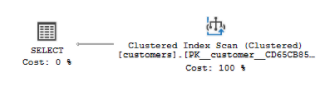 SELECT
Cost: 0 %
Clustered Index Scan (Clustered)
[customers].[PK__customer__CD65CB85…
Cost: 100 %